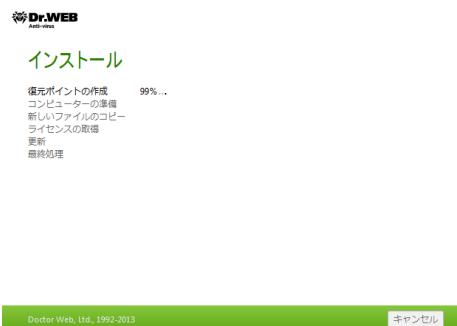 Dr.WEB
Anti-virus
インストール
復元ポイントの作成 99%...
コンピューターの準備
新しいファイルのコピー
ライセンスの取得
更新
最終処理
Doctor Web, Ltd., 1992-2013
キャンセル